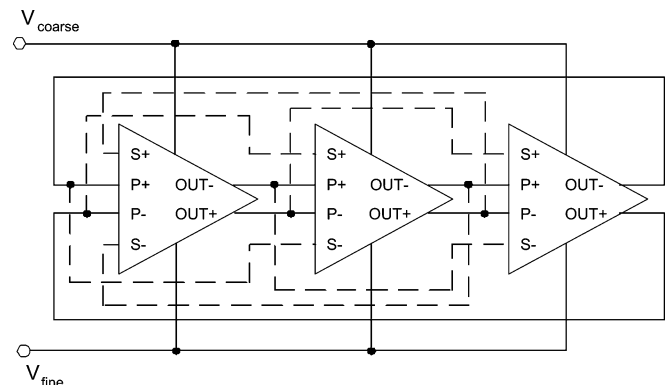 V coarse
S+ S+ S+
P+ OUT- P+ OUT- P+ OUT-
P- OUT+ P- OUT+ P- OUT+
S- S- S-
V fine